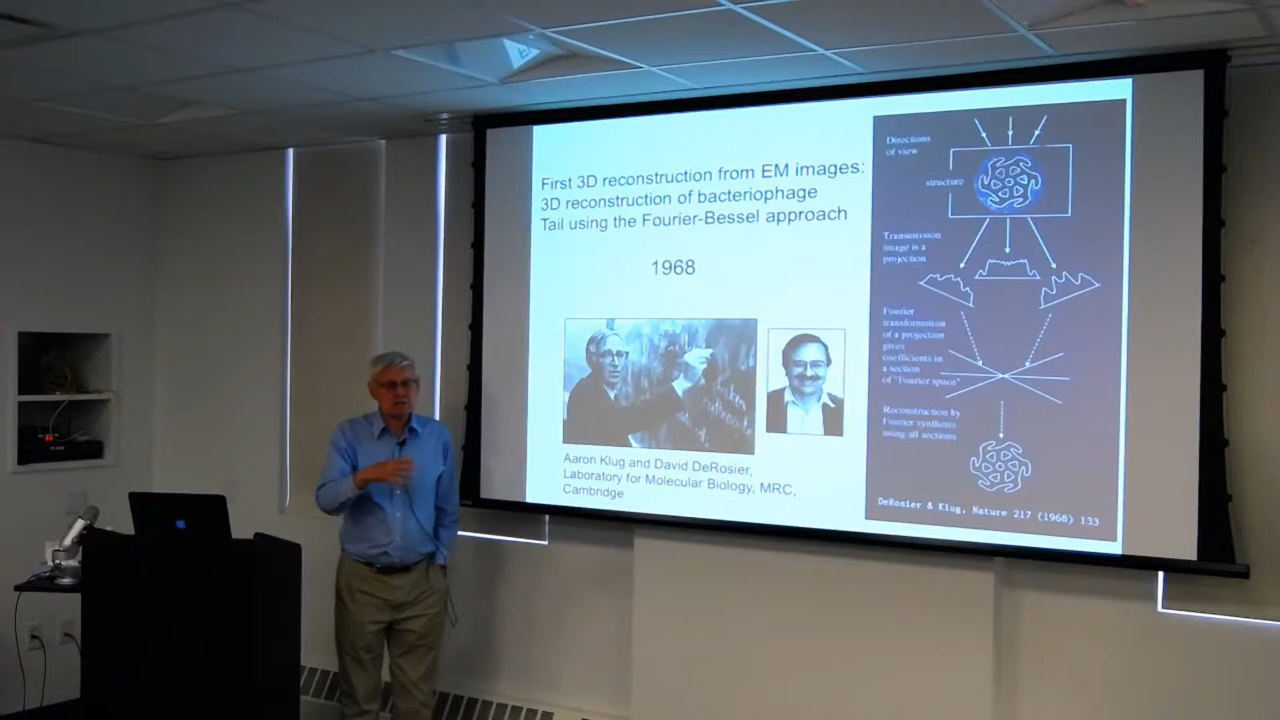 First 3D reconstruction from EM images:
3D reconstruction of bacteriophage
Tail using the Fourier-Bessel approach
1968
Aaron Klug and David DeRosier,
Laboratory for Molecular Biology, MRC,
Cambridge
Directions
of view
structure
Transmission
image is a
projection
Fourier
transformation
of a projection
gives
coefficients in
a section
of "Fourier space"
Reconstruction by
Fourier synthesis
using all sections
DeRosier & Klug, Nature 217 (1968) 133